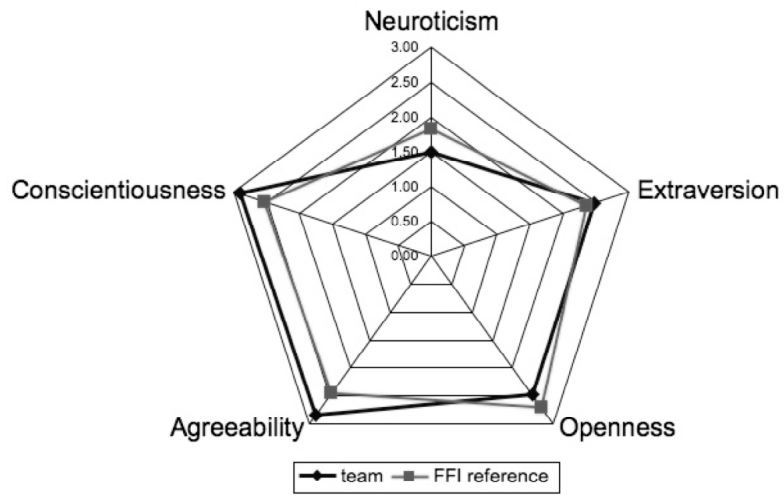 Neuroticism
3.00
2.50
2.00
1.50
1.00
0.50
0.00
Conscientiousness
Extraversion
Agreeability
Openness
team FFI reference